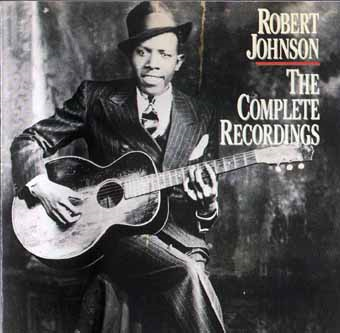 ROBERT
JOHNSON
THE
COMPLETE
RECORDINGS